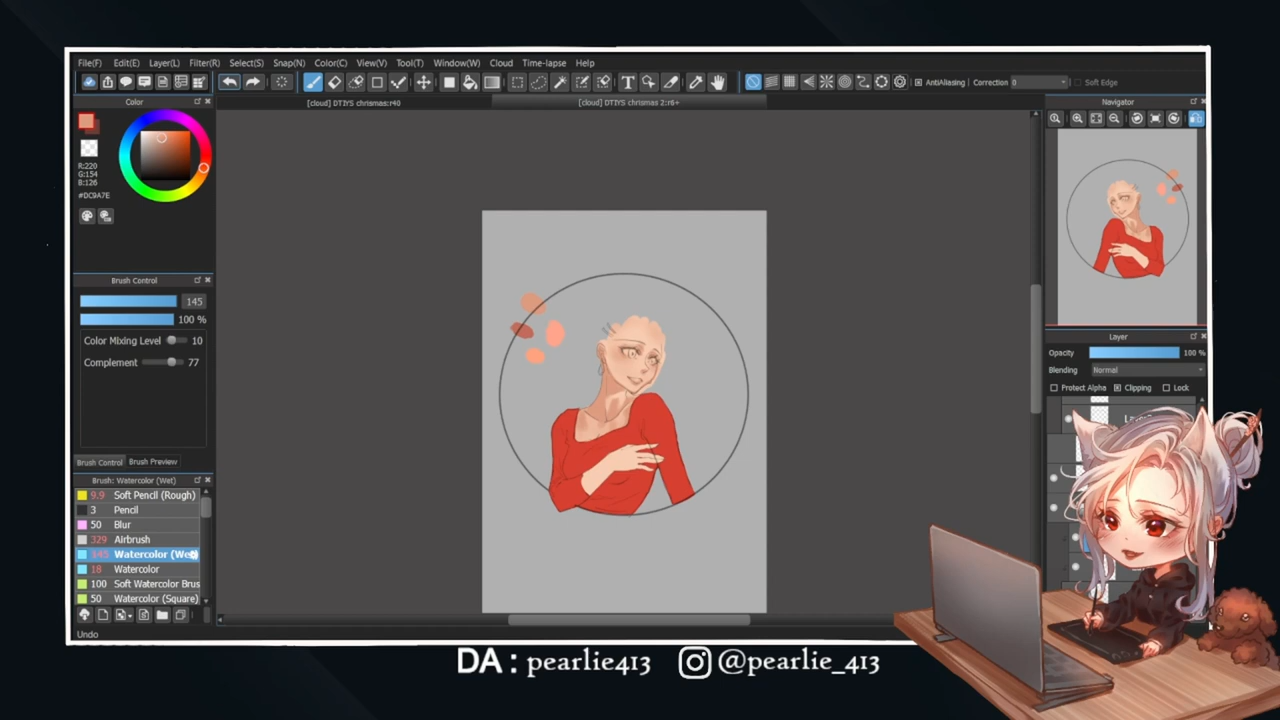 File(F) Edit(E) Layer(L) Filter(R) Select(S) Snap(N) Color(C) View(V) Tool(T) Window(W) Cloud Time-lapse Help
AntiAliasing Correction 0 Soft Edge
Color
[cloud] DTIYS chrismas:r40 [cloud] DTIYS chrismas 2:r6+
Navigator
R:220
G:154
B:126
#DC9A7E
Brush Control
145
100 %
Color Mixing Level 10
Complement 77
Brush Control Brush Preview
Brush: Watercolor (Wet)
9.9 Soft Pencil (Rough)
3 Pencil
50 Blur
329 Airbrush
145 Watercolor (Wet)
18 Watercolor
100 Soft Watercolor Brus
50 Watercolor (Square)
Undo
Layer
Opacity 100 %
Blending Normal
Protect Alpha Clipping Lock
DA : pearlie413 @pearlie_413